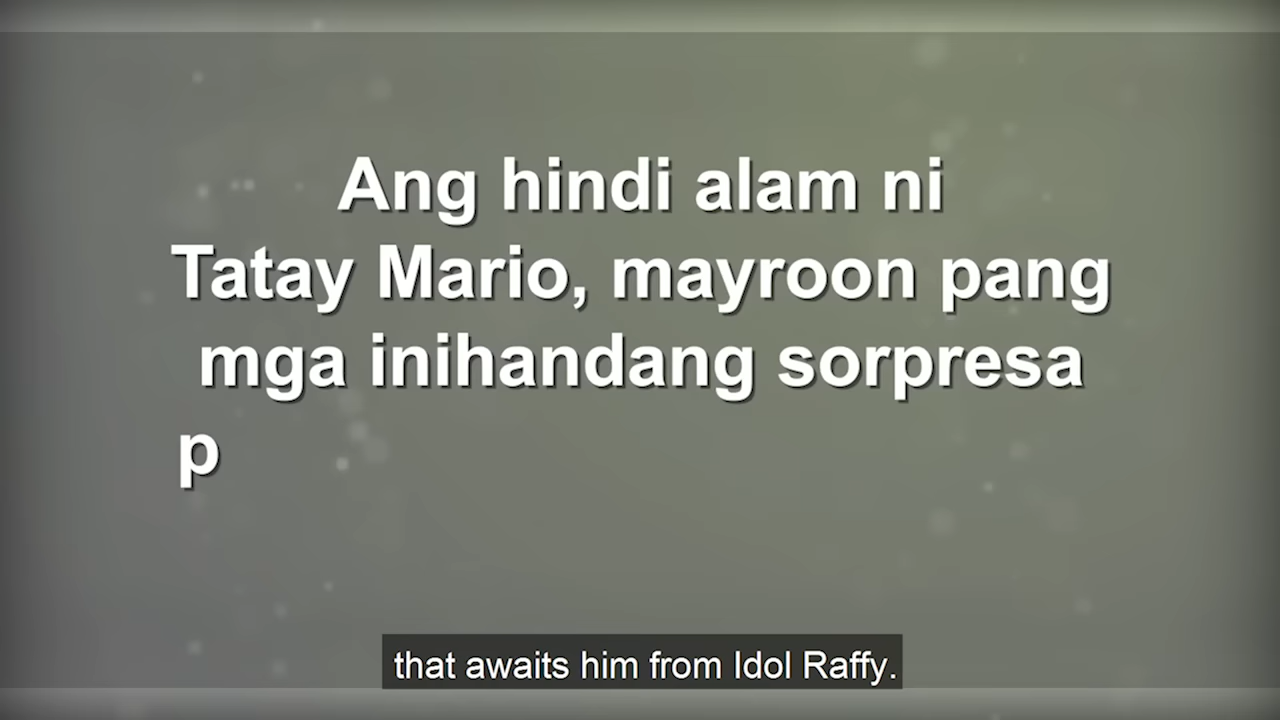 Ang hindi alam ni
Tatay Mario, mayroon pang
mga inihandang sorpresa
p
that awaits him from Idol Raffy.